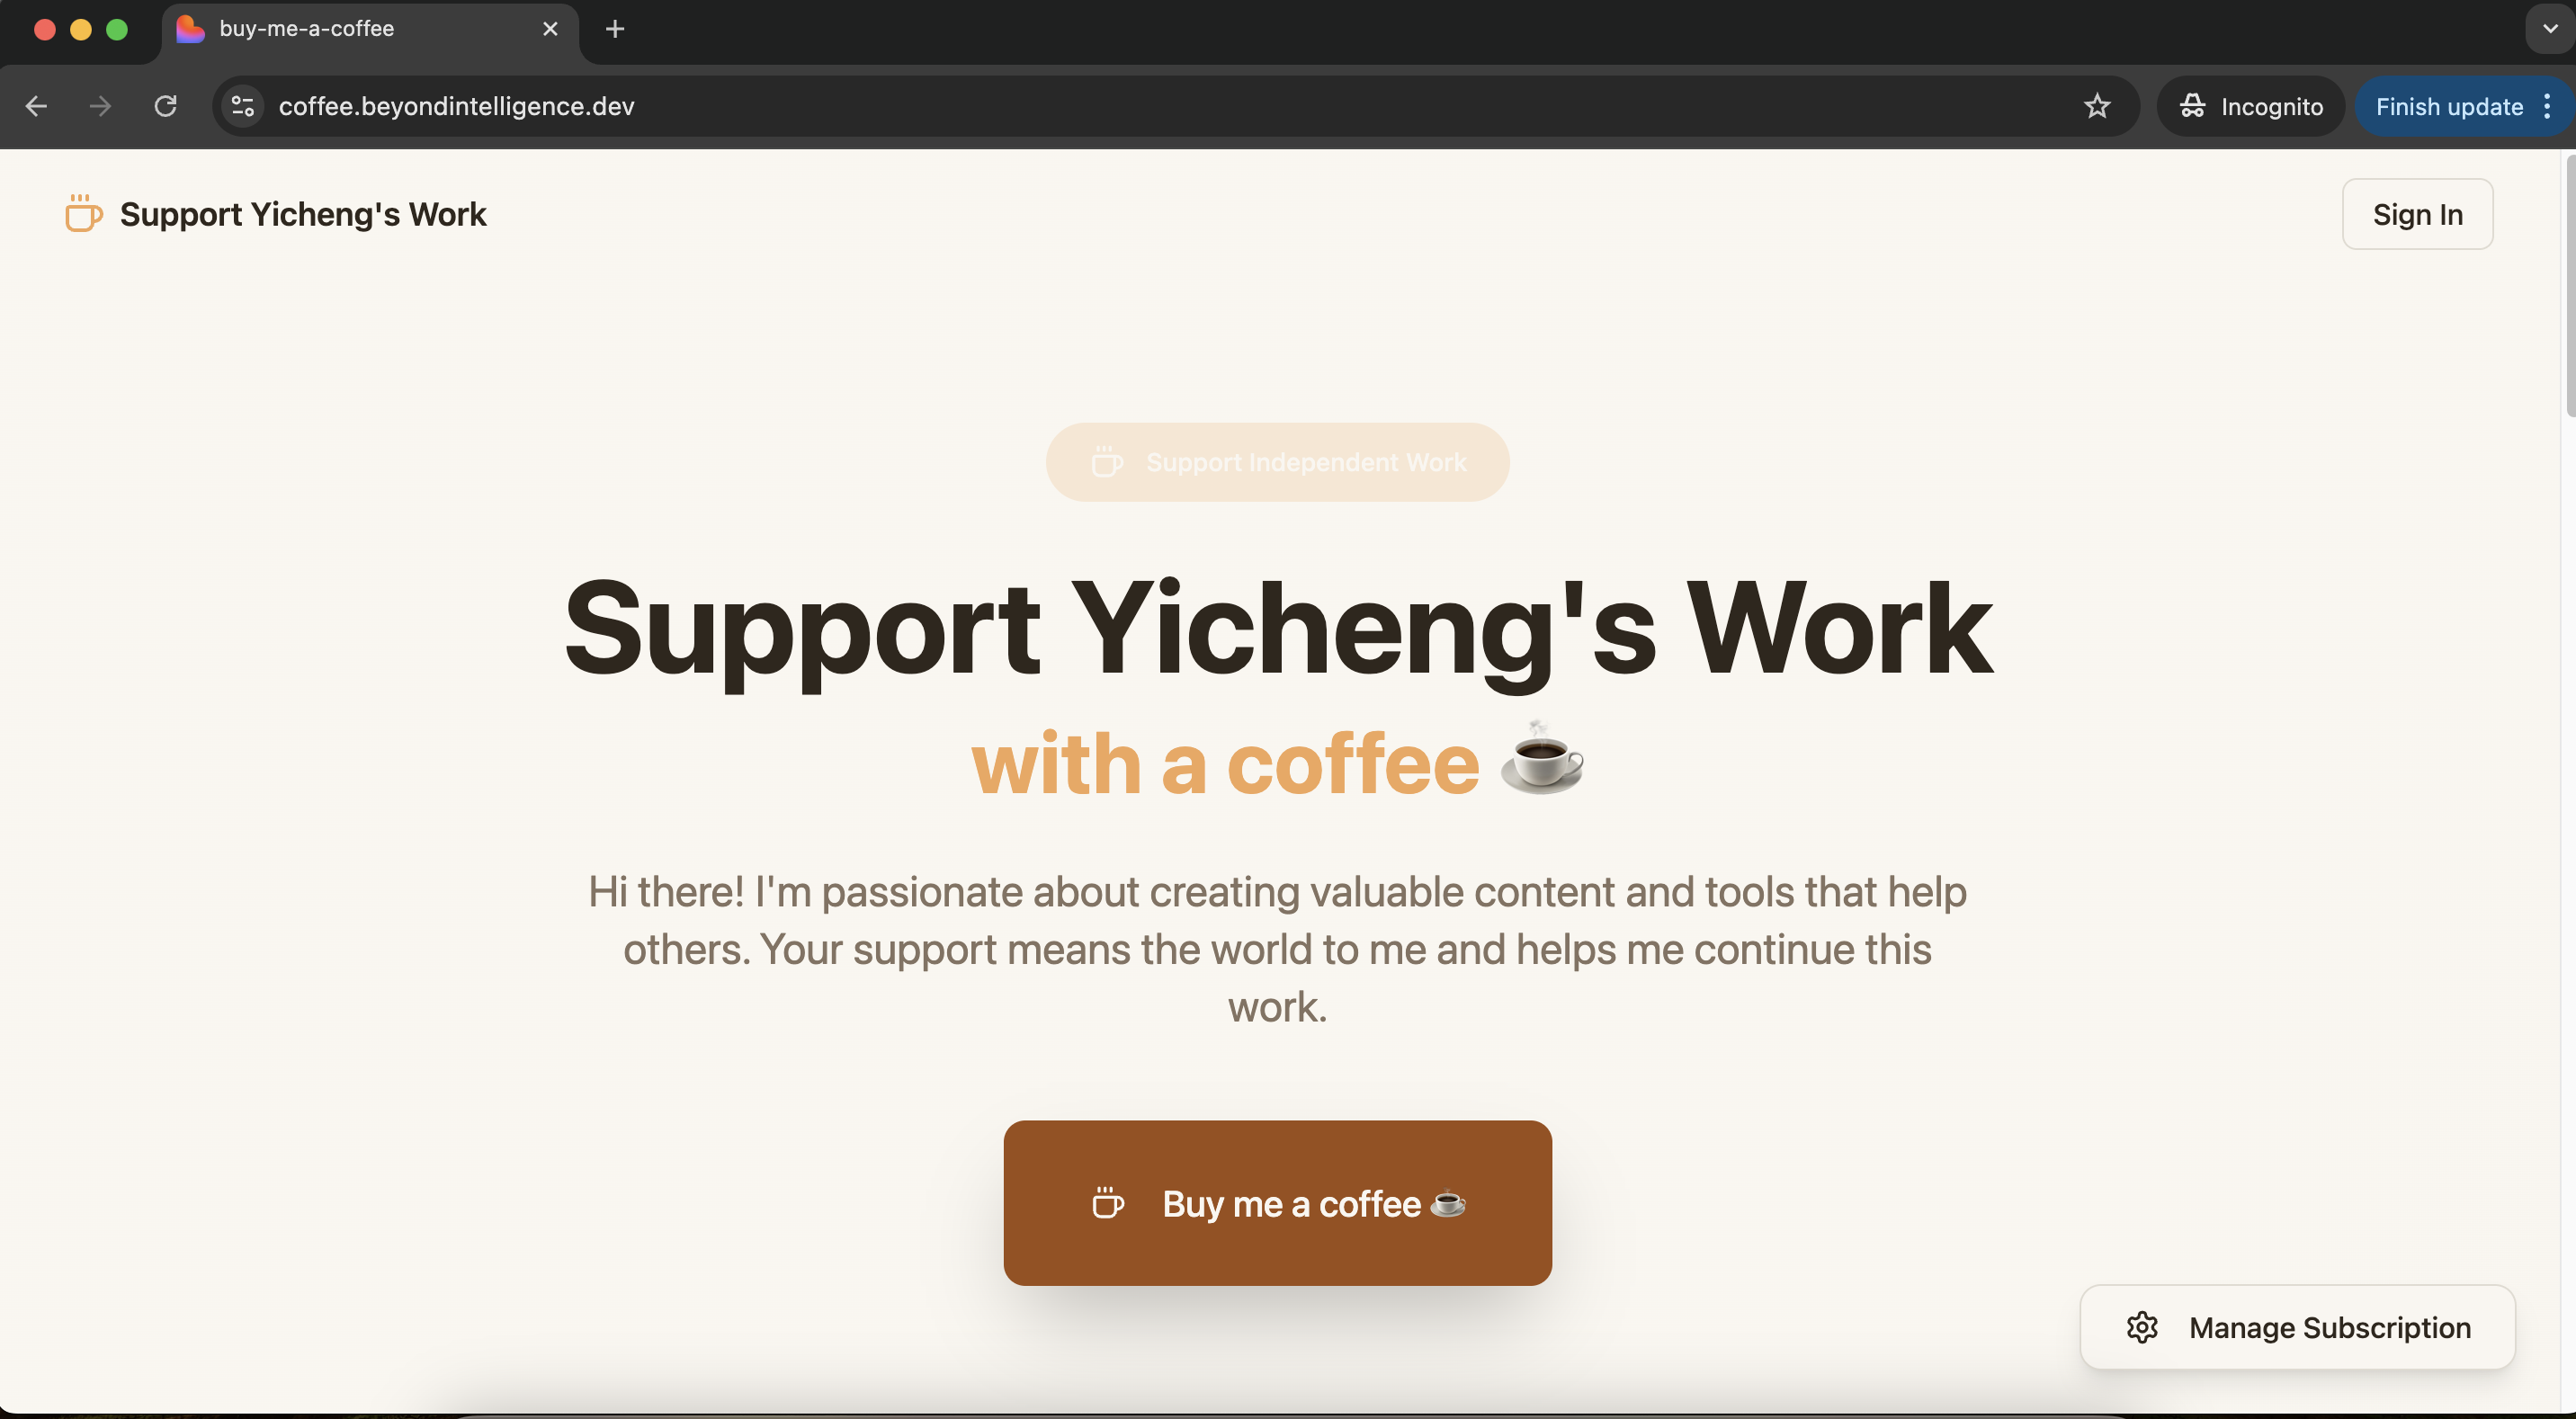 buy-me-a-coffee
coffee.beyondintelligence.dev
Incognito
Finish update
Support Yicheng's Work
Sign In
Support Independent Work
Support Yicheng's Work
with a coffee ☕
Hi there! I'm passionate about creating valuable content and tools that help
others. Your support means the world to me and helps me continue this
work.
Buy me a coffee ☕
Manage Subscription